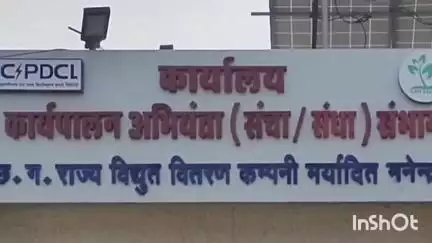 CSPDCL
कार्यालय
कार्यपालन अभियंता (संचा/संधा) संभाग
छ. ग. राज्य विद्युत वितरण कम्पनी मर्यादित मनेन्द्र
InShOt